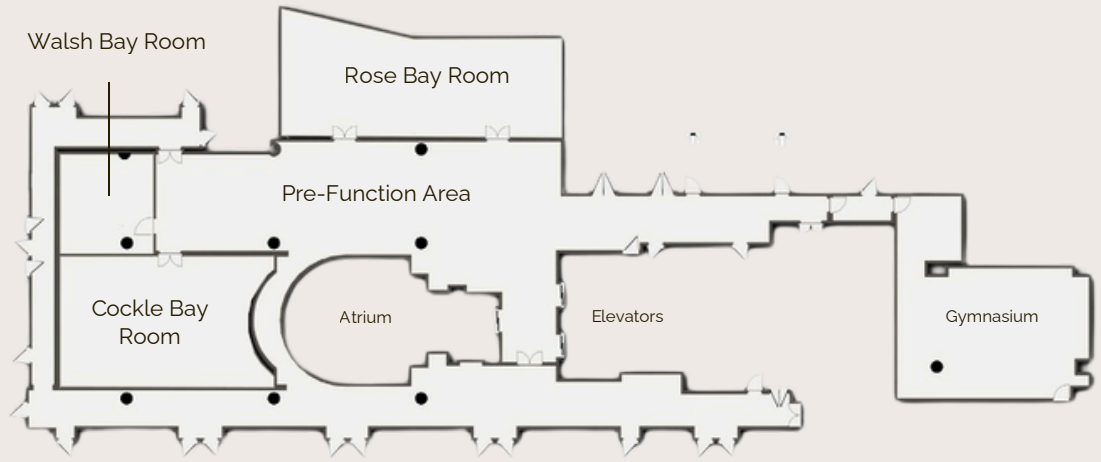 Walsh Bay Room
Rose Bay Room
Pre-Function Area
Cockle Bay
Room
Atrium
Elevators
Gymnasium